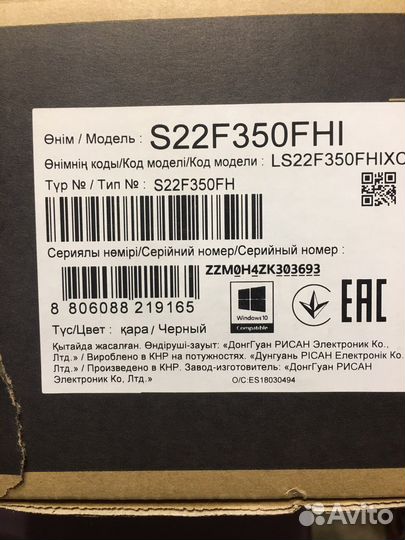 Өнім / Модель : S22F350FHI
Өнімнің коды/Код моделі/Код модели : LS22F350FHIXC
Түр № / Тип № : S22F350FH
Сериялы нөмірі/Серійний номер/Серийный номер :
ZZM0H4ZK303693
8 806088 219165
Windows 10
Compatible
EAC
Түс/Цвет : қара / Черный
Қытайда жасалған. Өндіруші-зауыт: «ДонгГуан РИСАН Электроник Ко.,
Лтд.» / Вироблено в КНР на потужностях. «Дунгуань РІСАН Електронік Ко.
Лтд.» / Произведено в КНР. Завод-изготовитель: «ДонгГуан РИСАН
Электроник Ко, Лтд.»
O/C:ES18030494
Avito